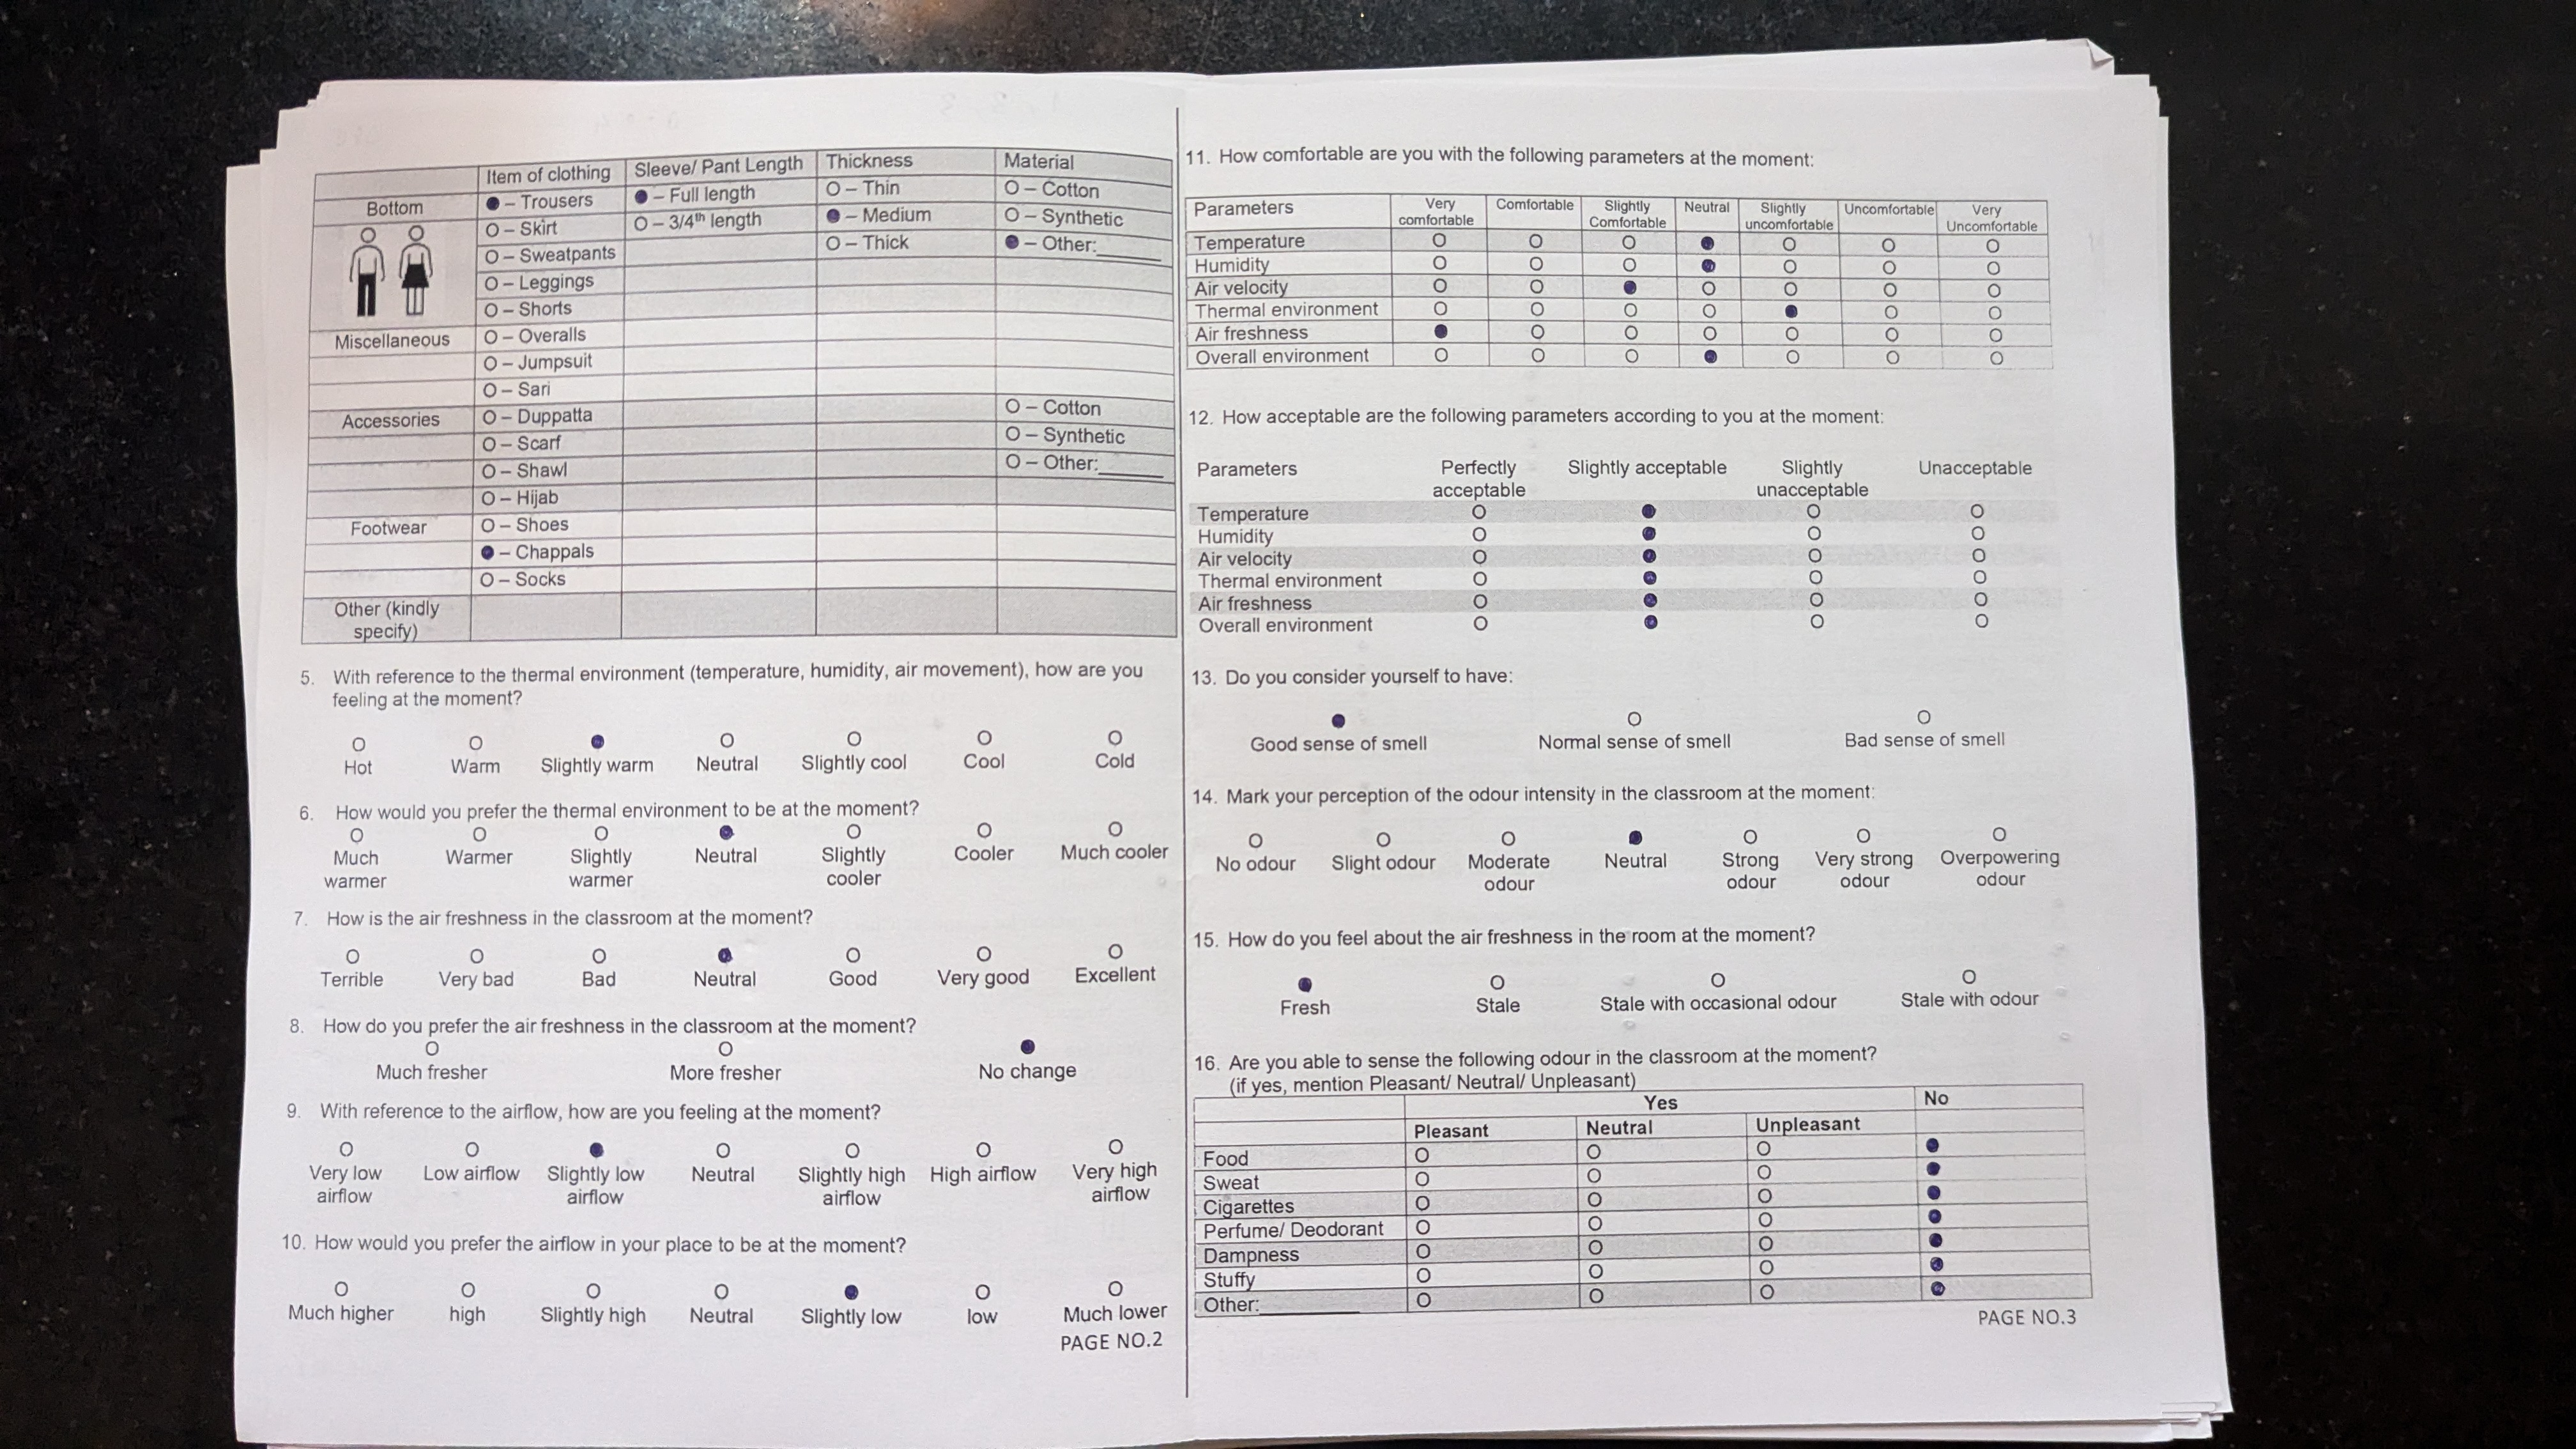 Item of clothing Sleeve/ Pant Length Thickness Material
Bottom ● – Trousers ● – Full length O – Thin O – Cotton
O – Skirt O – 3/4th length ● – Medium O – Synthetic
O – Sweatpants O – Thick ● – Other:______
O – Leggings
O – Shorts
Miscellaneous O – Overalls
O – Jumpsuit
O – Sari
Accessories O – Duppatta O – Cotton
O – Scarf O – Synthetic
O – Shawl O – Other:______
O – Hijab
Footwear O – Shoes
● – Chappals
O – Socks
Other (kindly
specify)
5. With reference to the thermal environment (temperature, humidity, air movement), how are you
feeling at the moment?
O O ● O O O O
Hot Warm Slightly warm Neutral Slightly cool Cool Cold
6. How would you prefer the thermal environment to be at the moment?
O O O ● O O O
Much Warmer Slightly Neutral Slightly Cooler Much cooler
warmer warmer cooler
7. How is the air freshness in the classroom at the moment?
O O O ● O O O
Terrible Very bad Bad Neutral Good Very good Excellent
8. How do you prefer the air freshness in the classroom at the moment?
O O ●
Much fresher More fresher No change
9. With reference to the airflow, how are you feeling at the moment?
O O ● O O O O
Very low Low airflow Slightly low Neutral Slightly high High airflow Very high
airflow airflow airflow airflow
10. How would you prefer the airflow in your place to be at the moment?
O O O O ● O O
Much higher high Slightly high Neutral Slightly low low Much lower
PAGE NO.2
11. How comfortable are you with the following parameters at the moment:
Parameters Very Comfortable Slightly Neutral Slightly Uncomfortable Very
comfortable Comfortable uncomfortable Uncomfortable
Temperature O O O ● O O O
Humidity O O O ● O O O
Air velocity O O ● O O O O
Thermal environment O O O O ● O O
Air freshness ● O O O O O O
Overall environment O O O ● O O O
12. How acceptable are the following parameters according to you at the moment:
Parameters Perfectly Slightly acceptable Slightly Unacceptable
acceptable unacceptable
Temperature O ● O O
Humidity O ● O O
Air velocity O ● O O
Thermal environment O ● O O
Air freshness O ● O O
Overall environment O ● O O
13. Do you consider yourself to have:
● O O
Good sense of smell Normal sense of smell Bad sense of smell
14. Mark your perception of the odour intensity in the classroom at the moment:
O O O ● O O O
No odour Slight odour Moderate Neutral Strong Very strong Overpowering
odour odour odour odour
15. How do you feel about the air freshness in the room at the moment?
● O O O
Fresh Stale Stale with occasional odour Stale with odour
16. Are you able to sense the following odour in the classroom at the moment?
(if yes, mention Pleasant/ Neutral/ Unpleasant)
Yes No
Pleasant Neutral Unpleasant
Food O O O ●
Sweat O O O ●
Cigarettes O O O ●
Perfume/ Deodorant O O O ●
Dampness O O O ●
Stuffy O O O ●
Other:__________ O O O ●
PAGE NO.3